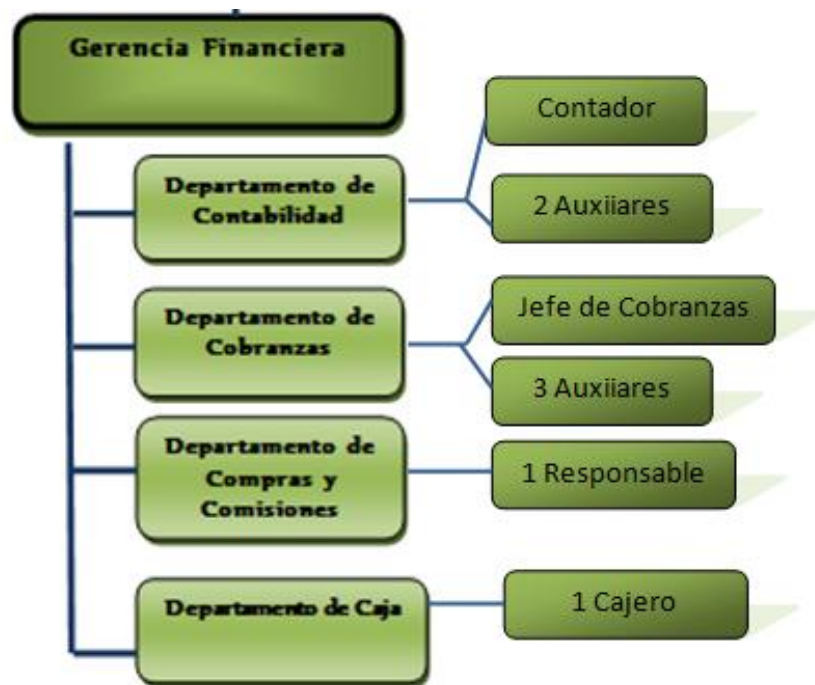 Gerencia Financiera
Contador
Departamento de
Contabilidad
2 Auxiiares
Departamento de
Cobranzas
Jefe de Cobranzas
3 Auxiiares
Departamento de
Compras y
Comisiones
1 Responsable
Departamento de Caja
1 Cajero